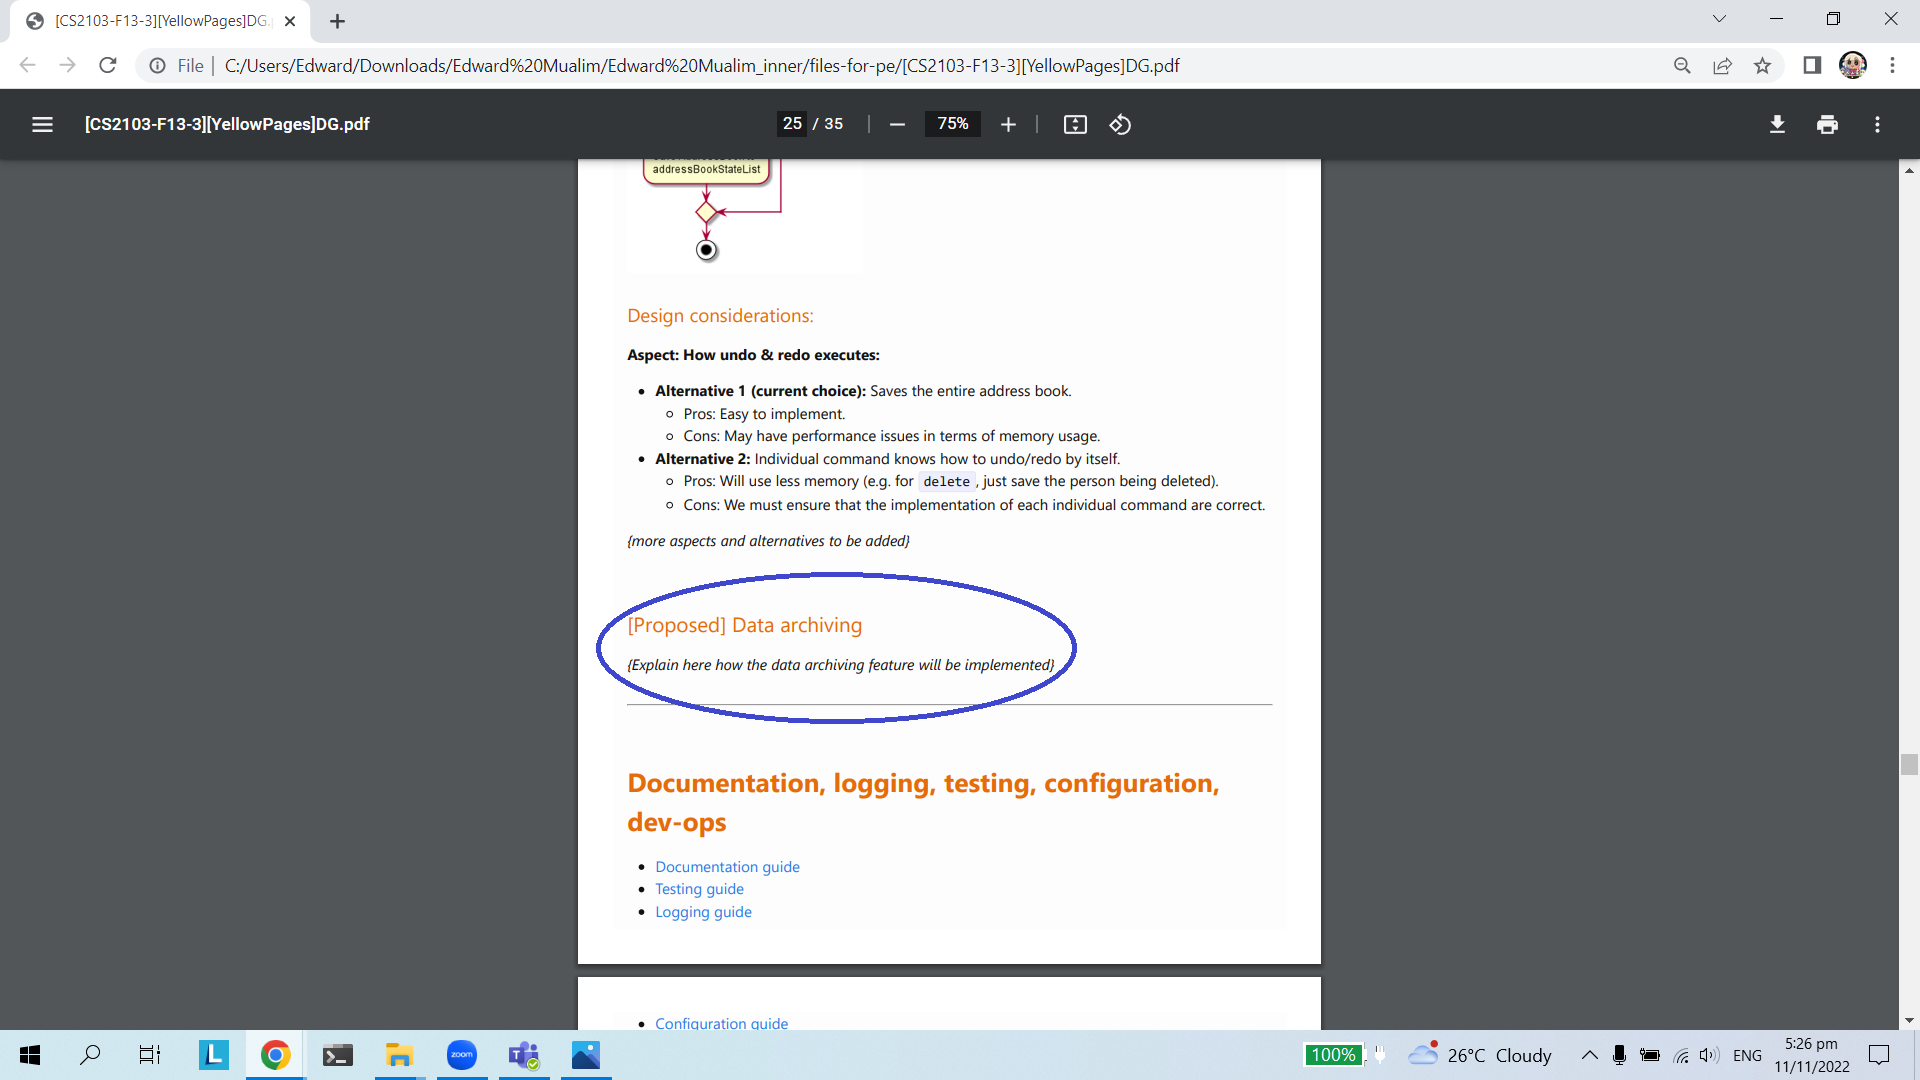 [CS2103-F13-3][YellowPages]DG.
File | C:/Users/Edward/Downloads/Edward%20Mualim/Edward%20Mualim_inner/files-for-pe/[CS2103-F13-3][YellowPages]DG.pdf
[CS2103-F13-3][YellowPages]DG.pdf
25 / 35
75%
addressBookStateList
Design considerations:
Aspect: How undo & redo executes:
Alternative 1 (current choice): Saves the entire address book.
Pros: Easy to implement.
Cons: May have performance issues in terms of memory usage.
Alternative 2: Individual command knows how to undo/redo by itself.
Pros: Will use less memory (e.g. for delete, just save the person being deleted).
Cons: We must ensure that the implementation of each individual command are correct.
{more aspects and alternatives to be added}
[Proposed] Data archiving
{Explain here how the data archiving feature will be implemented}
Documentation, logging, testing, configuration,
dev-ops
Documentation guide
Testing guide
Logging guide
Configuration guide
L
zoom
T
100%
26°C Cloudy
ENG
5:26 pm
11/11/2022